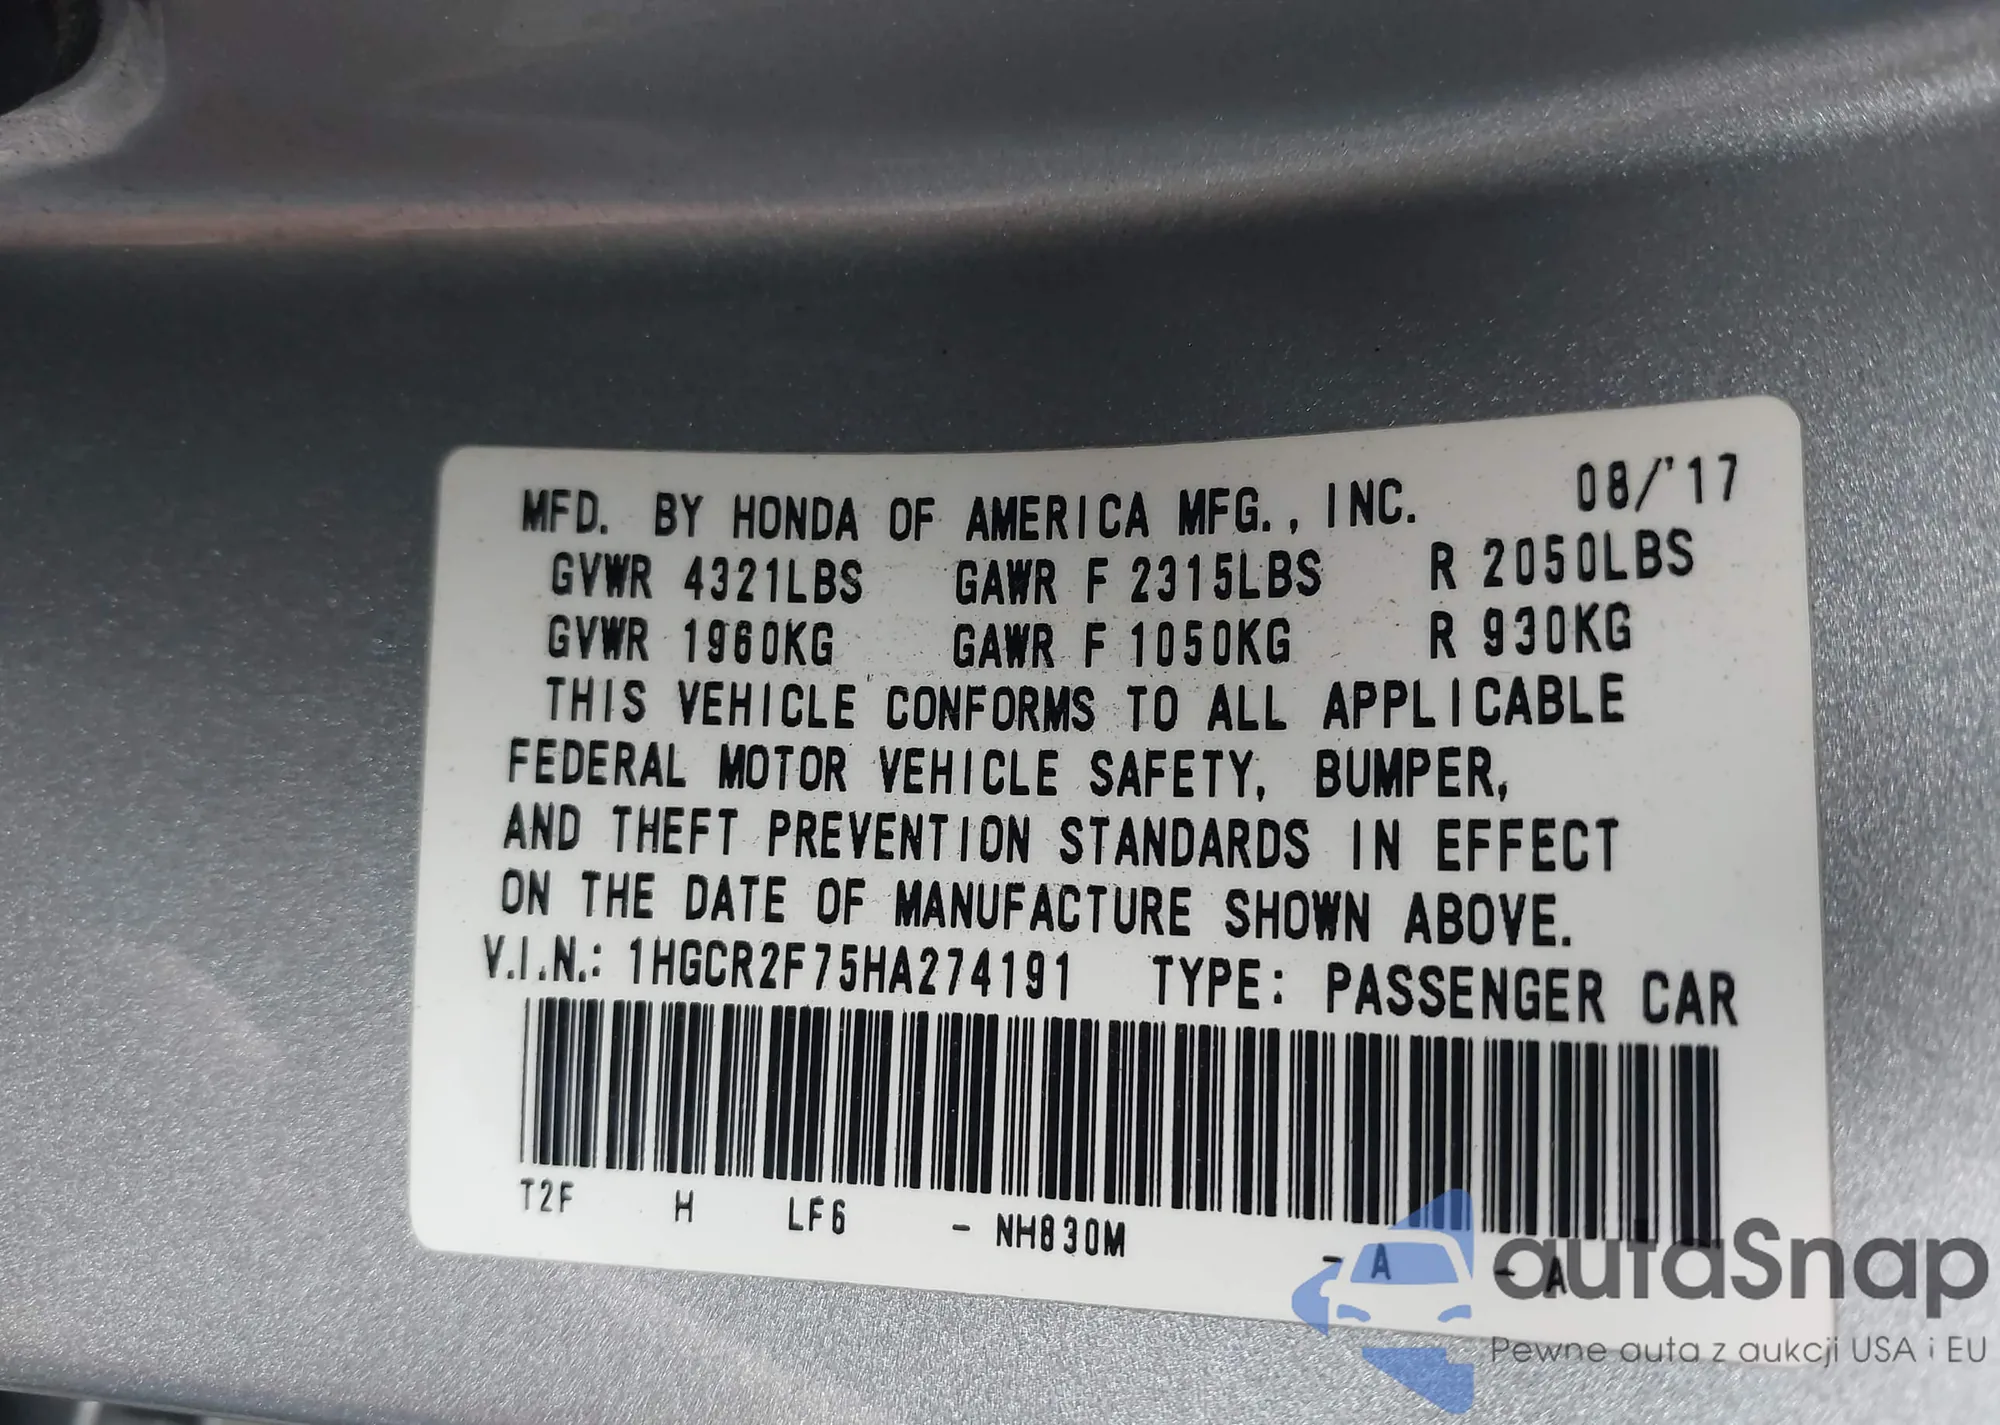 MFD. BY HONDA OF AMERICA MFG., INC. 08/'17
GVWR 4321LBS GAWR F 2315LBS R 2050LBS
GVWR 1960KG GAWR F 1050KG R 930KG
THIS VEHICLE CONFORMS TO ALL APPLICABLE
FEDERAL MOTOR VEHICLE SAFETY, BUMPER,
AND THEFT PREVENTION STANDARDS IN EFFECT
ON THE DATE OF MANUFACTURE SHOWN ABOVE.
V.I.N.: 1HGCR2F75HA274191 TYPE: PASSENGER CAR
T2F H LF6 - NH830M - A - A
autaSnap
Pewne auta z aukcji USA i EU